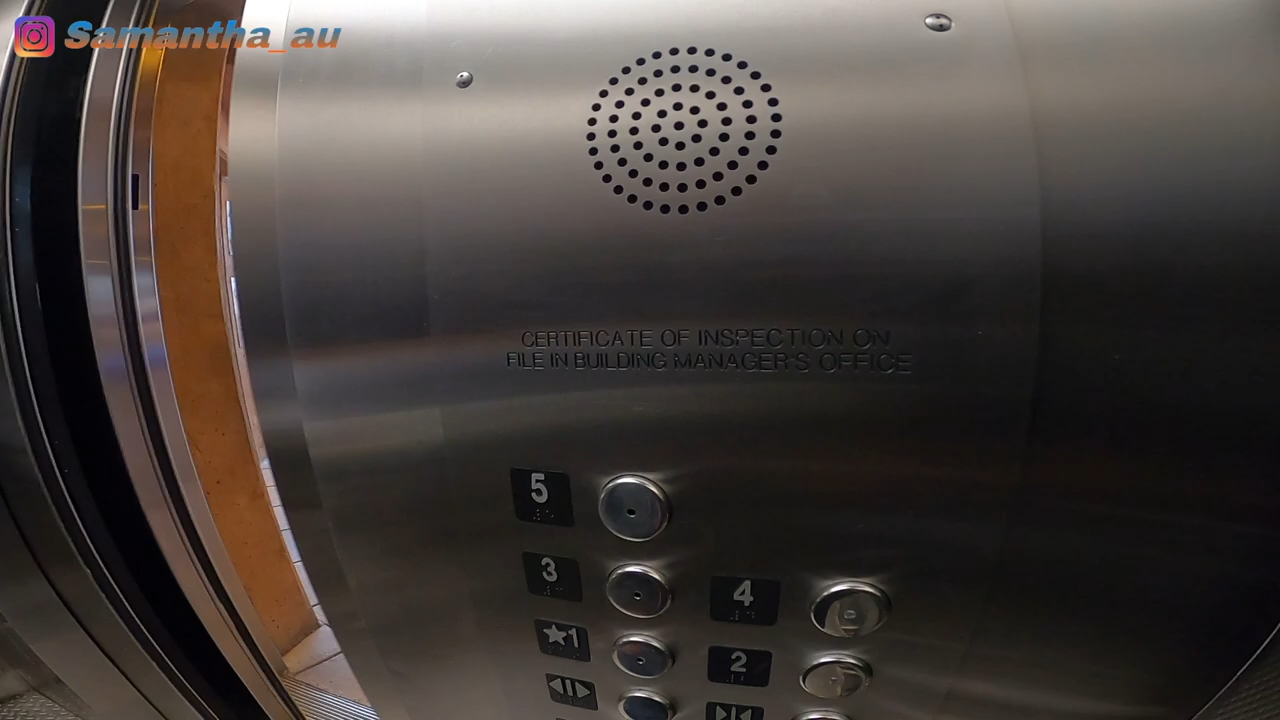 Samantha_au
CERTIFICATE OF INSPECTION ON
FILE IN BUILDING MANAGER'S OFFICE
5
3
4
★1
2